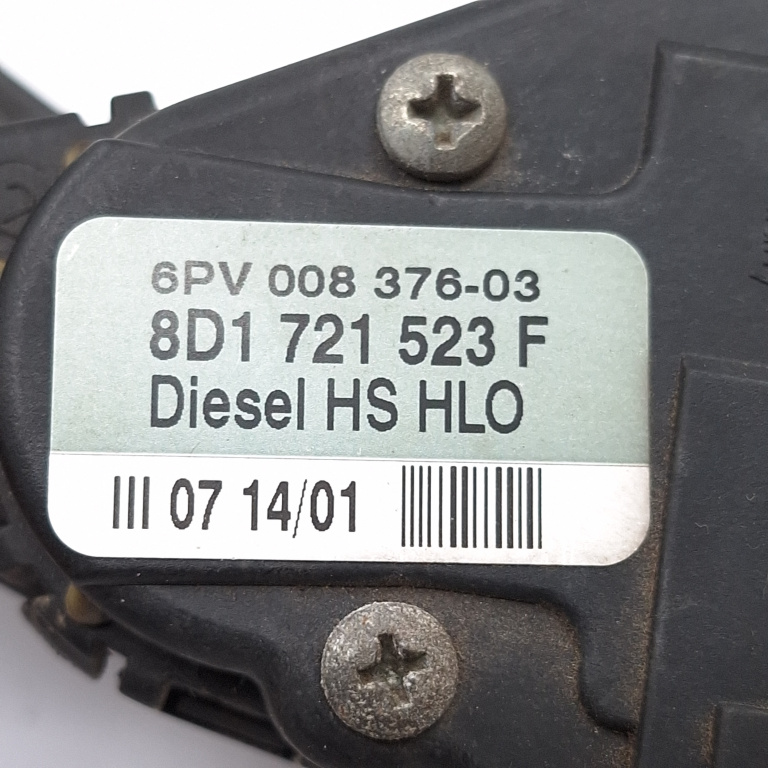 6PV 008 376-03
8D1 721 523 F
Diesel HS HLO
III 07 14/01